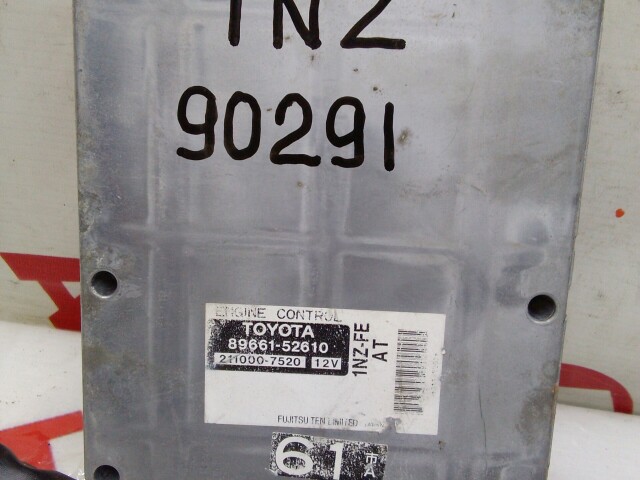 1NZ
90291
ENGINE CONTROL
TOYOTA
89661-52610
211000-7520 12V
1NZ-FE
AT
FUJITSU TEN LIMITED
61